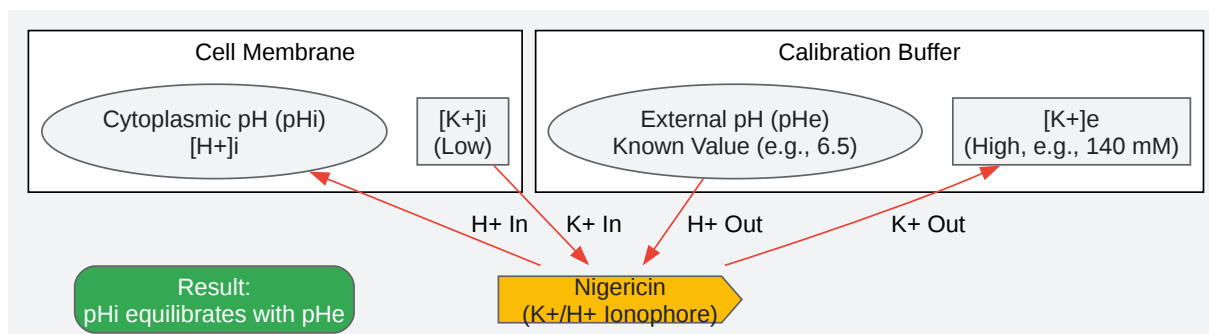 Cell Membrane
Calibration Buffer
Cytoplasmic pH (pHi)
[H+]i
[K+]i
(Low)
External pH (pHe)
Known Value (e.g., 6.5)
[K+]e
(High, e.g., 140 mM)
H+ In
K+ In
H+ Out
K+ Out
Result:
pHi equilibrates with pHe
Nigericin
(K+/H+ Ionophore)